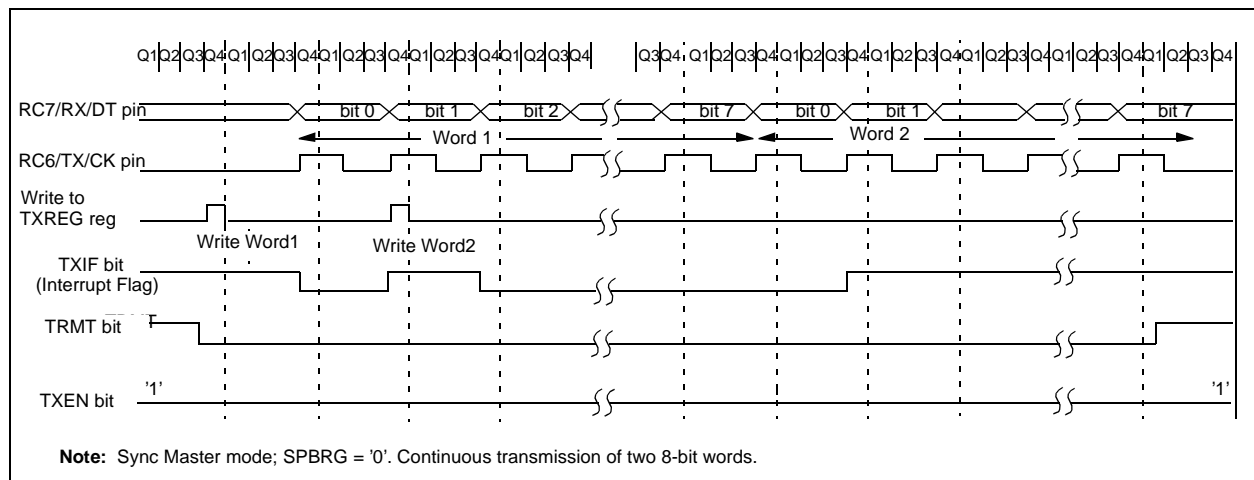 Q1 Q2 Q3 Q4 Q1 Q2 Q3 Q4 Q1 Q2 Q3 Q4 Q1 Q2 Q3 Q4 Q1 Q2 Q3 Q4 Q3 Q4 Q1 Q2 Q3 Q4 Q1 Q2 Q3 Q4 Q1 Q2 Q3 Q4 Q1 Q2 Q3 Q4 Q1 Q2 Q3 Q4 Q1 Q2 Q3 Q4
RC7/RX/DT pin bit 0 bit 1 bit 2 bit 7 bit 0 bit 1 bit 7
Word 1 Word 2
RC6/TX/CK pin
Write to
TXREG reg
Write Word1 Write Word2
TXIF bit
(Interrupt Flag)
TRMT bit
'1' '1'
TXEN bit
Note: Sync Master mode; SPBRG = '0'. Continuous transmission of two 8-bit words.